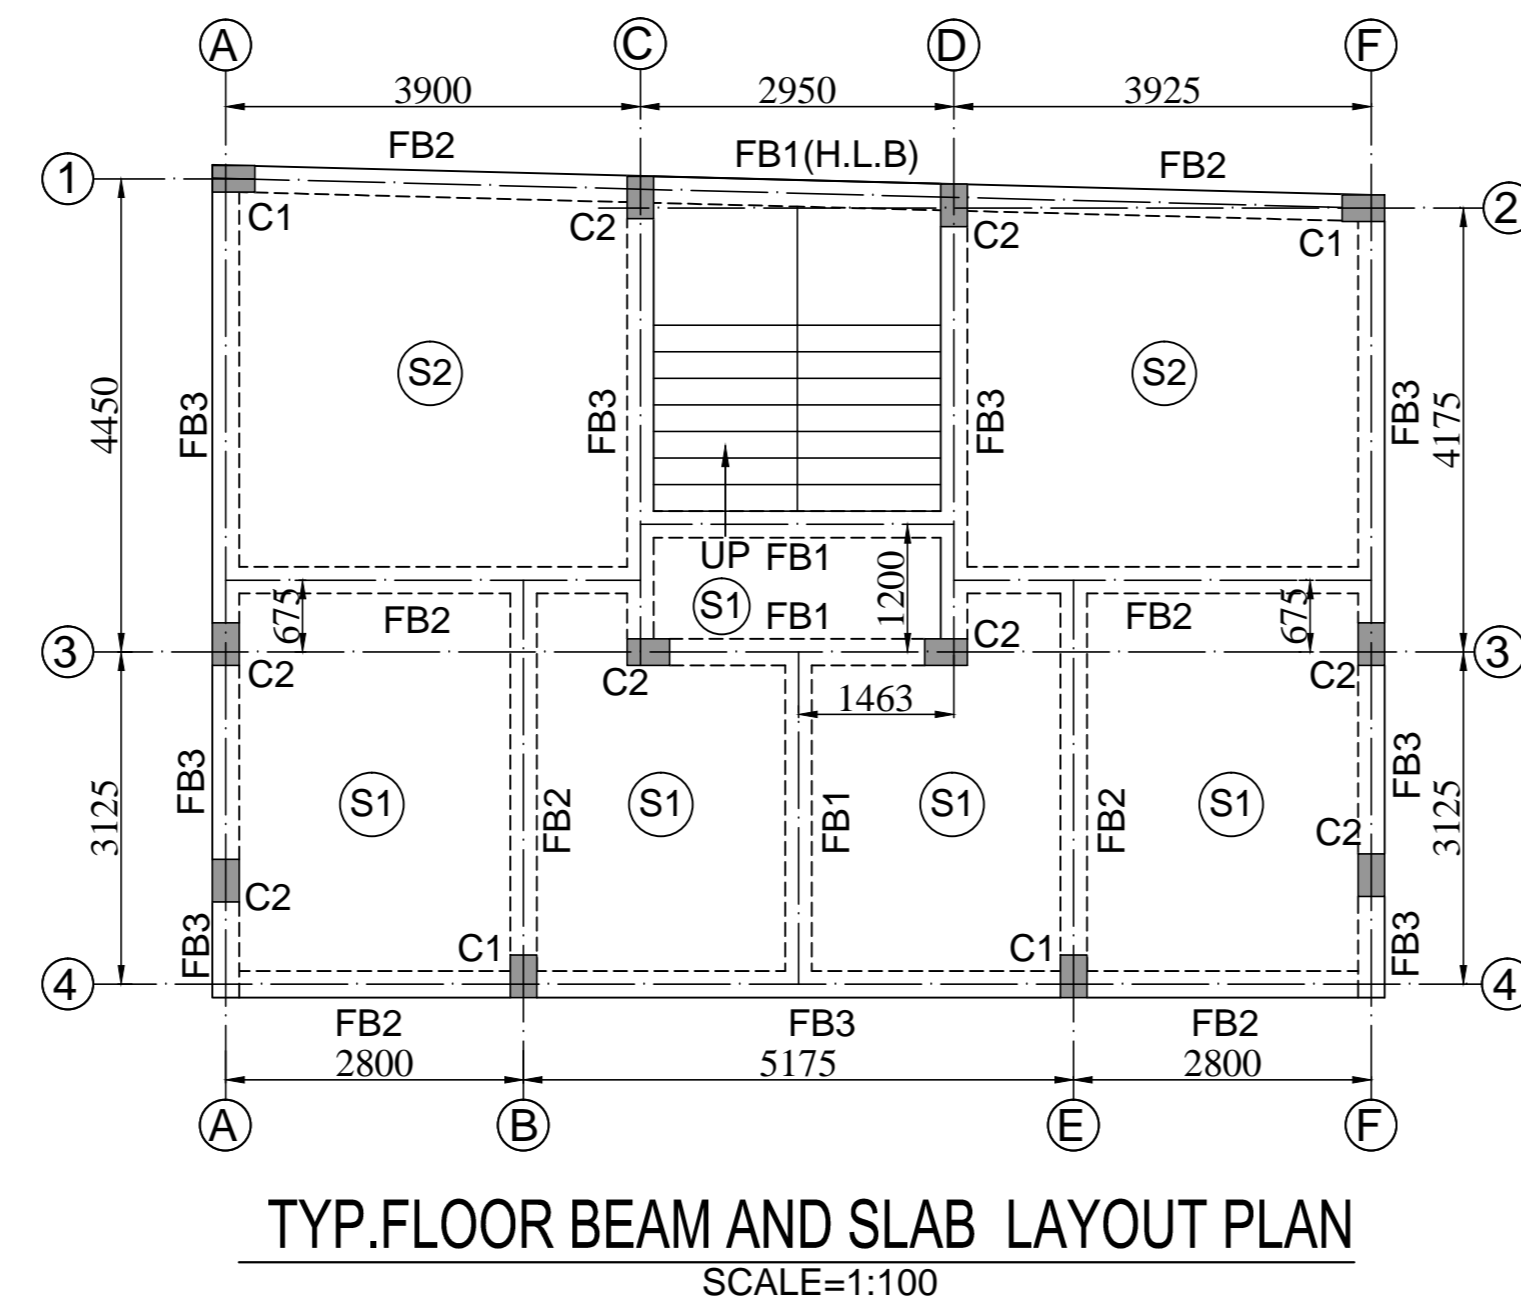 A C D F
3900 2950 3925
FB2 FB1(H.L.B) FB2
1 2
C1 C2 C2 C1
S2 S2
4450 FB3 FB3 FB3 FB3 4175
UP FB1
1200
S1
675 FB2 FB1 FB2 675
C2
3 3
C2 C2 C2
1463
FB3 FB3
3125 S1 FB2 S1 FB1 S1 FB2 S1 3125
C2
C2
FB3 C1 C1 FB3
4 4
FB2 FB3 FB2
2800 5175 2800
A B E F
TYP.FLOOR BEAM AND SLAB LAYOUT PLAN
SCALE=1:100